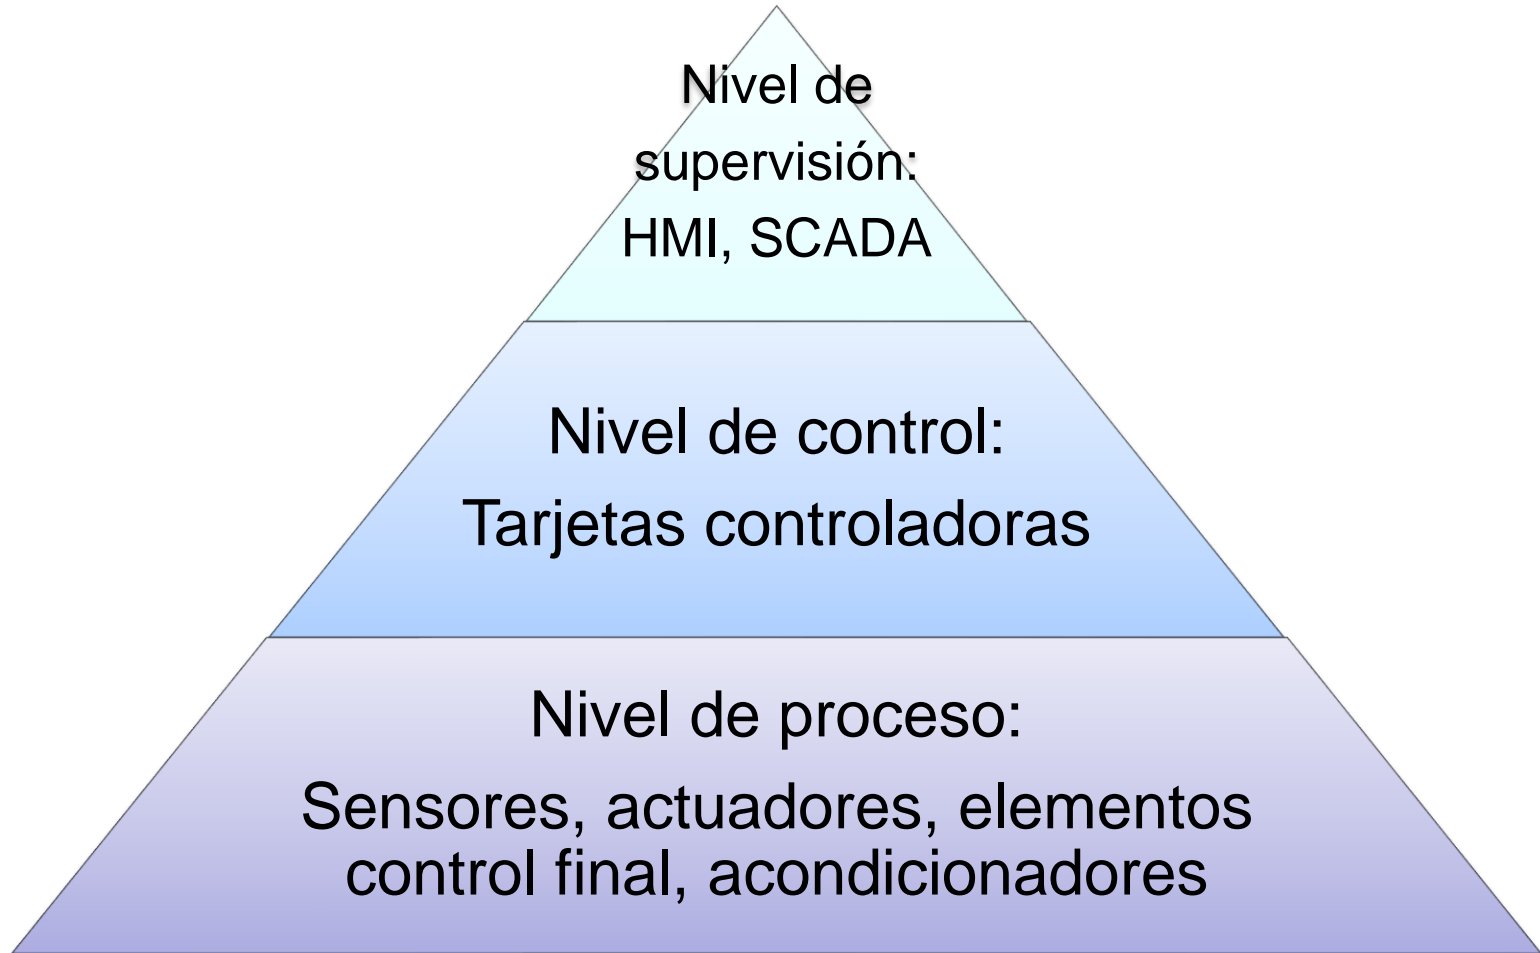 Nivel de
supervisión:
HMI, SCADA
Nivel de control:
Tarjetas controladoras
Nivel de proceso:
Sensores, actuadores, elementos
control final, acondicionadores